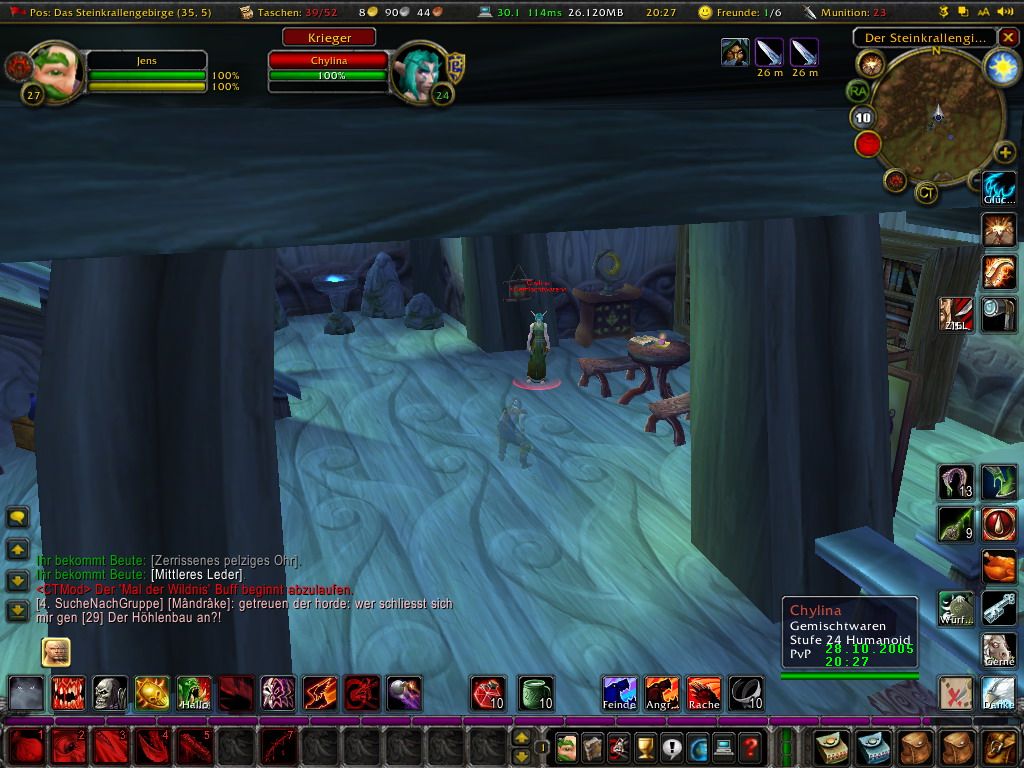 Pos: Das Steinkrallengebirge (35, 5) Taschen: 39/52 8 90 44 30.1 114ms 26.120MB 20:27 Freunde: 1/6 Munition: 23
Krieger
Der Steinkrallengi...
Jens
Chylina
100%
100%
100%
27
24
26 m 26 m
N
RA
10
CT
Glüc...
Chylina
Gemischtwaren
13
9
Ihr bekommt Beute: [Zerrissenes pelziges Ohr].
Ihr bekommt Beute: [Mittleres Leder].
<CTMod> Der 'Mal der Wildnis' Buff beginnt abzulaufen.
[4. SucheNachGruppe] [Mândrâke]: getreuen der horde: wer schliesst sich
mir gen [29] Der Höhlenbau an?!
Chylina
Gemischtwaren
Stufe 24 Humanoid
PvP
28.10.2005
20:27
Würf...
Gerne
Hallo
10
10
Feinde
Angr...
Rache
10
Danke
1 2 3 4 5 7
1